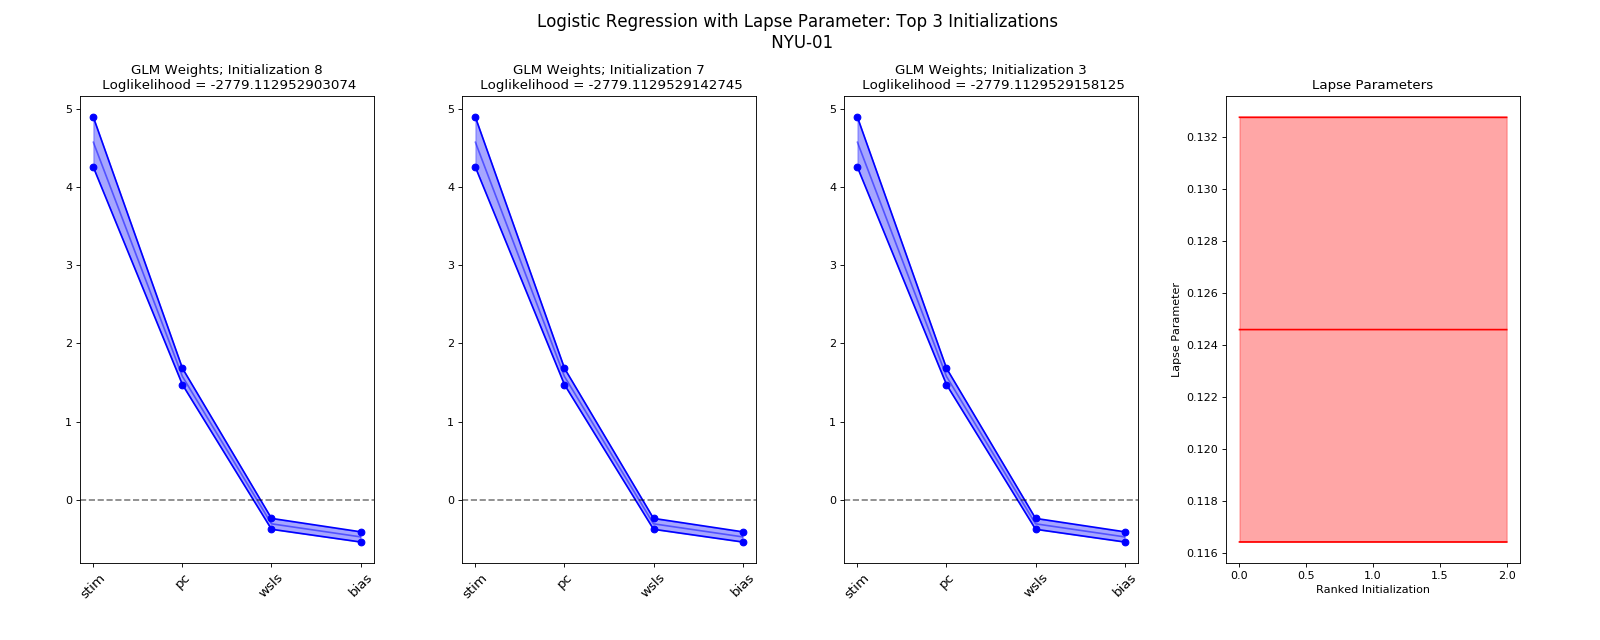 Logistic Regression with Lapse Parameter: Top 3 Initializations
NYU-01
GLM Weights; Initialization 8
Loglikelihood = -2779.112952903074
5
4
3
2
1
0
stim
pc
wsls
bias
GLM Weights; Initialization 7
Loglikelihood = -2779.1129529142745
5
4
3
2
1
0
stim
pc
wsls
bias
GLM Weights; Initialization 3
Loglikelihood = -2779.1129529158125
5
4
3
2
1
0
stim
pc
wsls
bias
Lapse Parameters
Lapse Parameter
0.132
0.130
0.128
0.126
0.124
0.122
0.120
0.118
0.116
0.0
0.5
1.0
1.5
2.0
Ranked Initialization